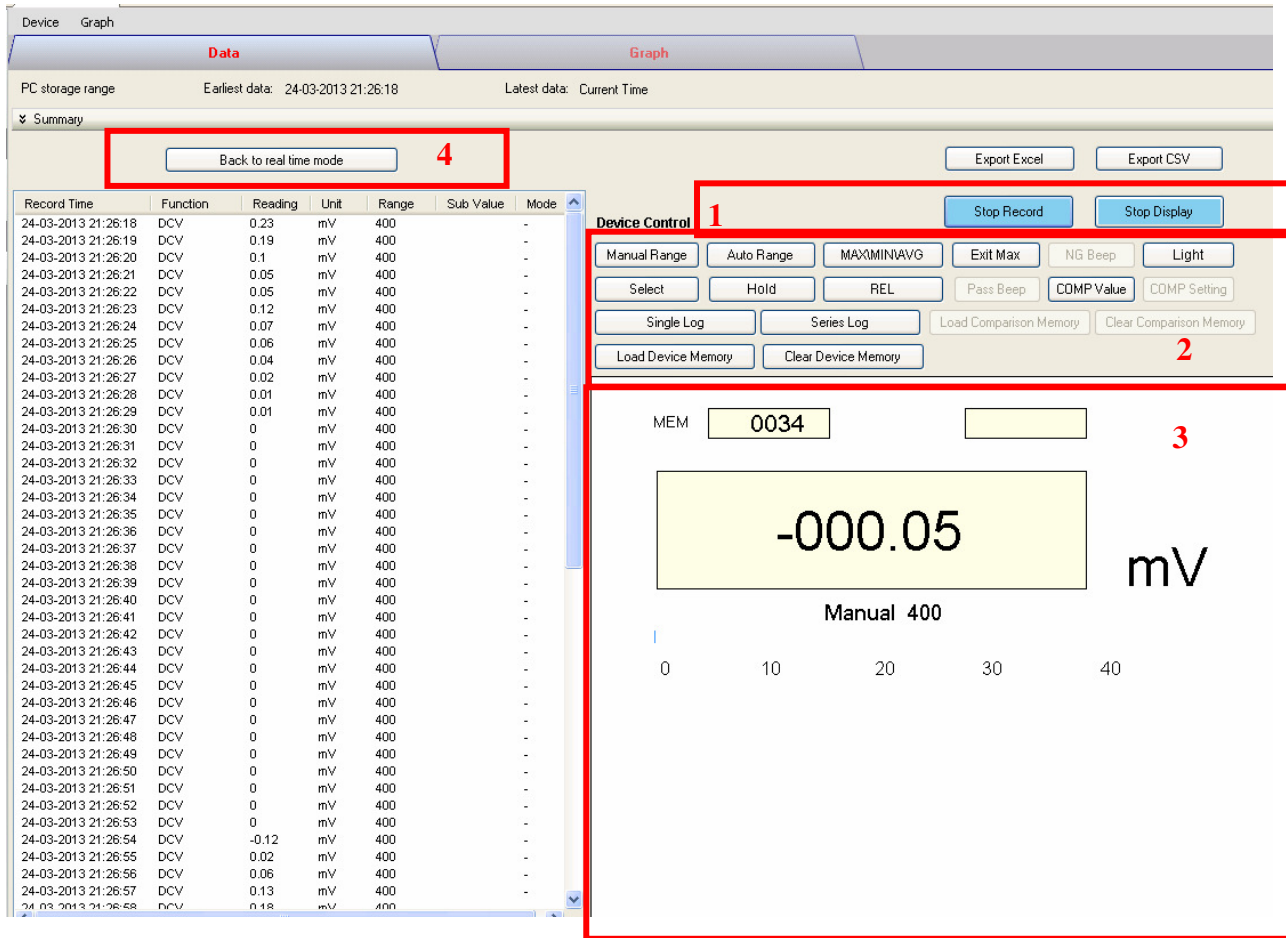 Device Graph
Data Graph
PC storage range Earliest data: 24-03-2013 21:26:18 Latest data: Current Time
Summary
Back to real time mode 4 Export Excel Export CSV
Record Time Function Reading Unit Range Sub Value Mode
24-03-2013 21:26:18 DCV 0.23 mV 400 -
24-03-2013 21:26:19 DCV 0.19 mV 400 -
24-03-2013 21:26:20 DCV 0.1 mV 400 -
24-03-2013 21:26:21 DCV 0.05 mV 400 -
24-03-2013 21:26:22 DCV 0.05 mV 400 -
24-03-2013 21:26:23 DCV 0.12 mV 400 -
24-03-2013 21:26:24 DCV 0.07 mV 400 -
24-03-2013 21:26:25 DCV 0.06 mV 400 -
24-03-2013 21:26:26 DCV 0.04 mV 400 -
24-03-2013 21:26:27 DCV 0.02 mV 400 -
24-03-2013 21:26:28 DCV 0.01 mV 400 -
24-03-2013 21:26:29 DCV 0.01 mV 400 -
24-03-2013 21:26:30 DCV 0 mV 400 -
24-03-2013 21:26:31 DCV 0 mV 400 -
24-03-2013 21:26:32 DCV 0 mV 400 -
24-03-2013 21:26:33 DCV 0 mV 400 -
24-03-2013 21:26:34 DCV 0 mV 400 -
24-03-2013 21:26:35 DCV 0 mV 400 -
24-03-2013 21:26:36 DCV 0 mV 400 -
24-03-2013 21:26:37 DCV 0 mV 400 -
24-03-2013 21:26:38 DCV 0 mV 400 -
24-03-2013 21:26:39 DCV 0 mV 400 -
24-03-2013 21:26:40 DCV 0 mV 400 -
24-03-2013 21:26:41 DCV 0 mV 400 -
24-03-2013 21:26:42 DCV 0 mV 400 -
24-03-2013 21:26:43 DCV 0 mV 400 -
24-03-2013 21:26:44 DCV 0 mV 400 -
24-03-2013 21:26:45 DCV 0 mV 400 -
24-03-2013 21:26:46 DCV 0 mV 400 -
24-03-2013 21:26:47 DCV 0 mV 400 -
24-03-2013 21:26:48 DCV 0 mV 400 -
24-03-2013 21:26:49 DCV 0 mV 400 -
24-03-2013 21:26:50 DCV 0 mV 400 -
24-03-2013 21:26:51 DCV 0 mV 400 -
24-03-2013 21:26:52 DCV 0 mV 400 -
24-03-2013 21:26:53 DCV 0 mV 400 -
24-03-2013 21:26:54 DCV -0.12 mV 400 -
24-03-2013 21:26:55 DCV 0.02 mV 400 -
24-03-2013 21:26:56 DCV 0.06 mV 400 -
24-03-2013 21:26:57 DCV 0.13 mV 400 -
24-03-2013 21:26:58 DCV 0.18 mV 400
Device Control 1 Stop Record Stop Display
Manual Range Auto Range MAX\MIN\AVG Exit Max NG Beep Light
Select Hold REL Pass Beep COMP Value COMP Setting
Single Log Series Log Load Comparison Memory Clear Comparison Memory
Load Device Memory Clear Device Memory 2
MEM 0034 3
-000.05 mV
Manual 400
0 10 20 30 40